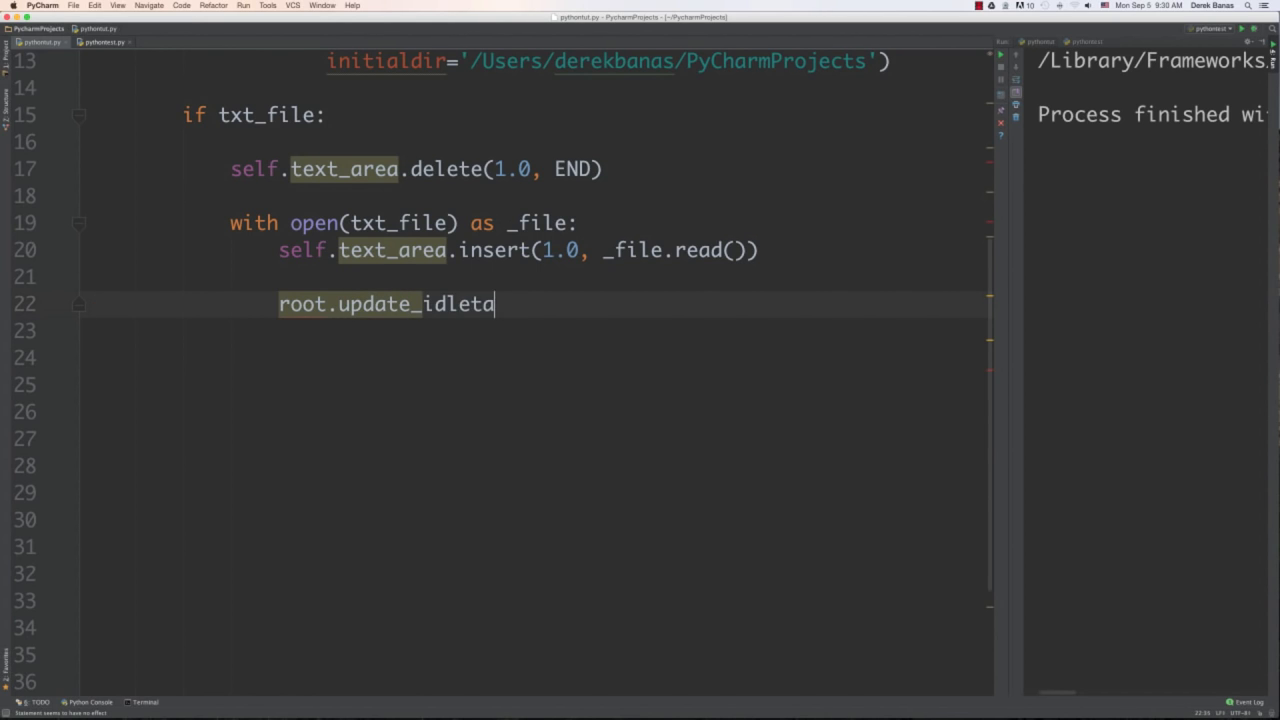 PyCharm File Edit View Navigate Code Refactor Run Tools VCS Window Help 10 Mon Sep 5 9:30 AM Derek Banas
pythontut.py - PycharmProjects - [~/PycharmProjects]
PycharmProjects pythontut.py pythontest
pythontut.py pythontest.py Run: pythontut pythontest
13 initialdir='/Users/derekbanas/PyCharmProjects')
14
15 if txt_file:
16
17 self.text_area.delete(1.0, END)
18
19 with open(txt_file) as _file:
20 self.text_area.insert(1.0, _file.read())
21
22 root.update_idleta
23
24
25
26
27
28
29
30
31
32
33
34
35
36
/Library/Frameworks
Process finished wi
1: Project
7: Structure
2: Favorites
Run
6: TODO Python Console Terminal Event Log
Statement seems to have no effect 22:35 LF÷ UTF-8÷